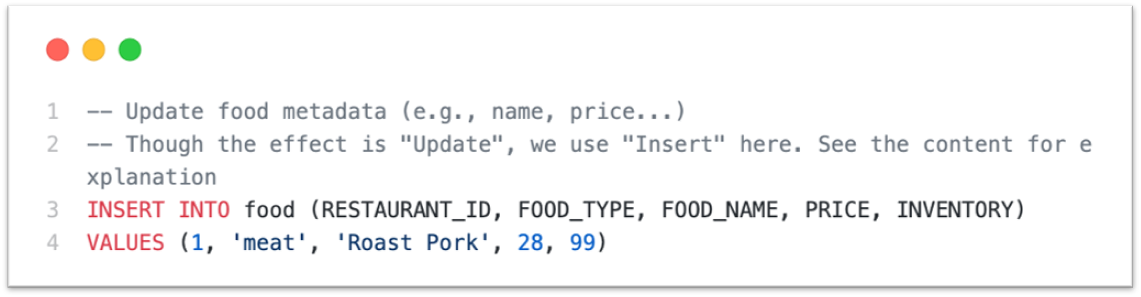 1 -- Update food metadata (e.g., name, price...)
2 -- Though the effect is "Update", we use "Insert" here. See the content for e
xplanation
3 INSERT INTO food (RESTAURANT_ID, FOOD_TYPE, FOOD_NAME, PRICE, INVENTORY)
4 VALUES (1, 'meat', 'Roast Pork', 28, 99)